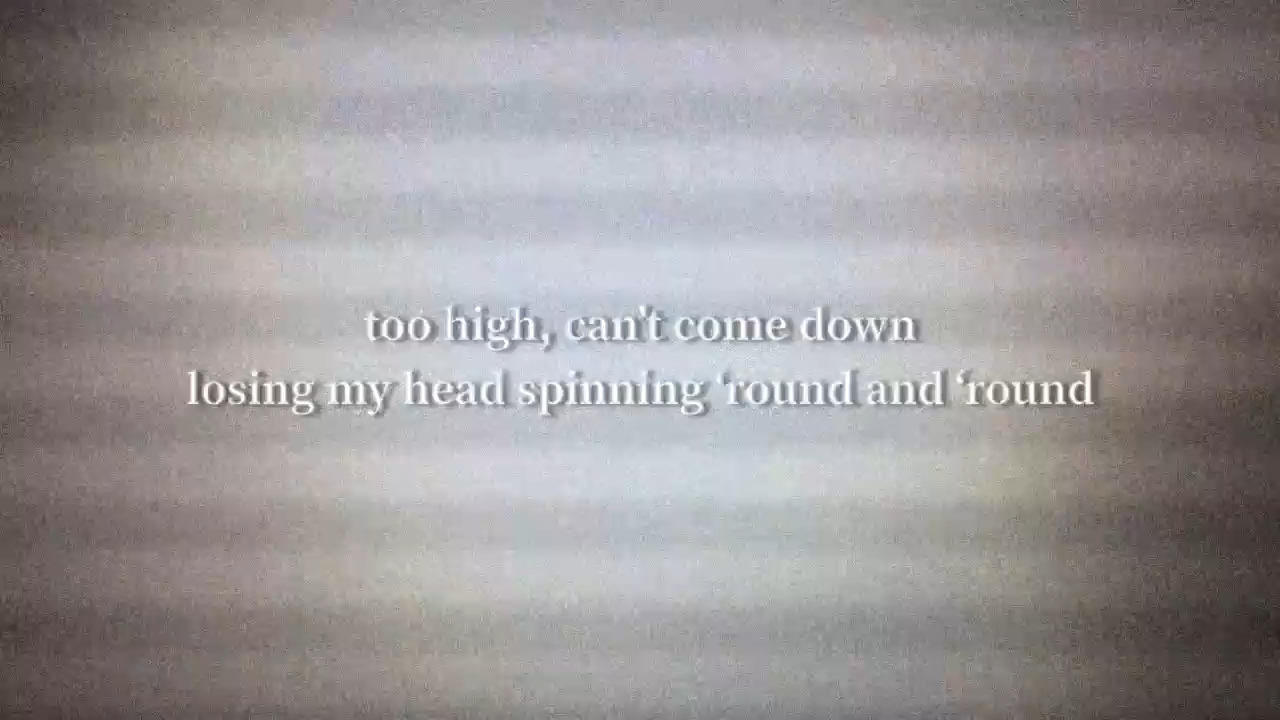 too high, can't come down
losing my head spinning ‘round and ‘round